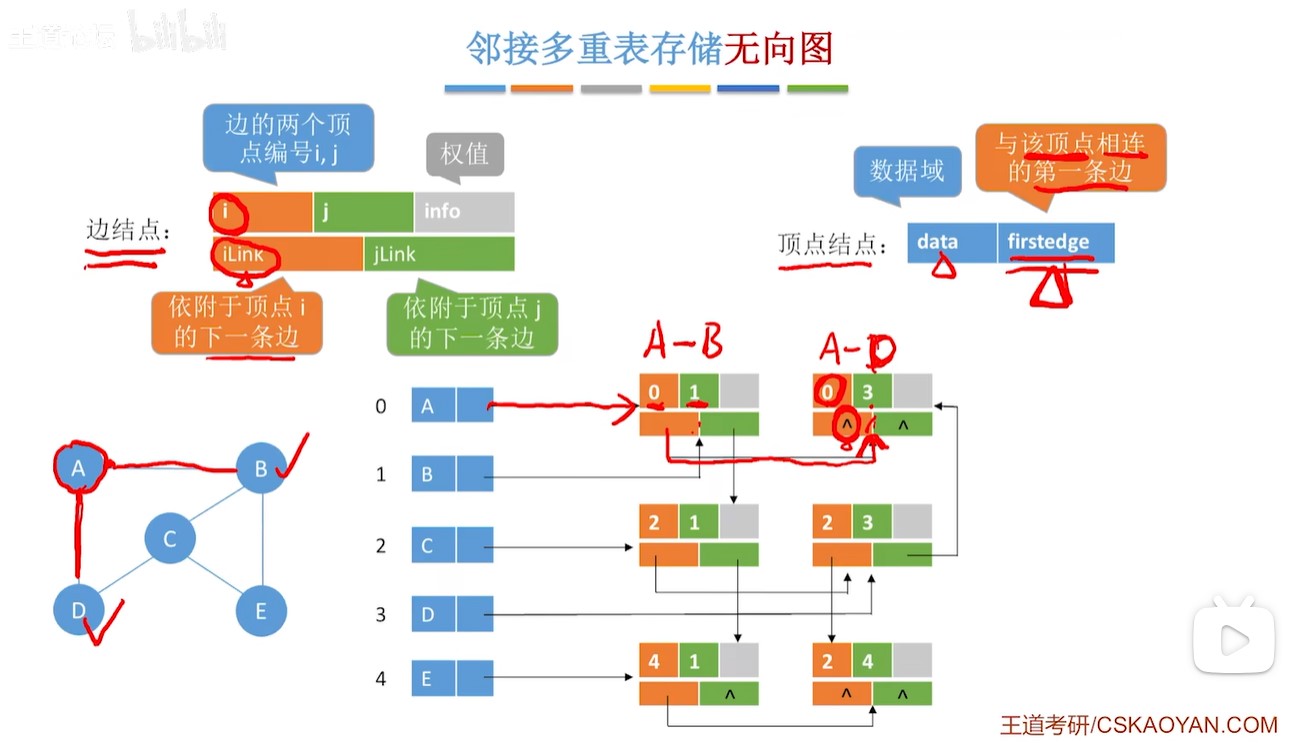 王道论坛 bilibili
邻接多重表存储无向图
边的两个顶
点编号i, j
权值
数据域
与该顶点相连
的第一条边
边结点：
i j info
iLink jLink
顶点结点：
data firstedge
依附于顶点 i
的下一条边
依附于顶点 j
的下一条边
A-B A-D
0 A 0 1 0 3
^ ^
1 B
2 C 2 1 2 3
3 D
4 E 4 1 2 4
^ ^ ^
A B
C
D E
王道考研/CSKAOYAN.COM